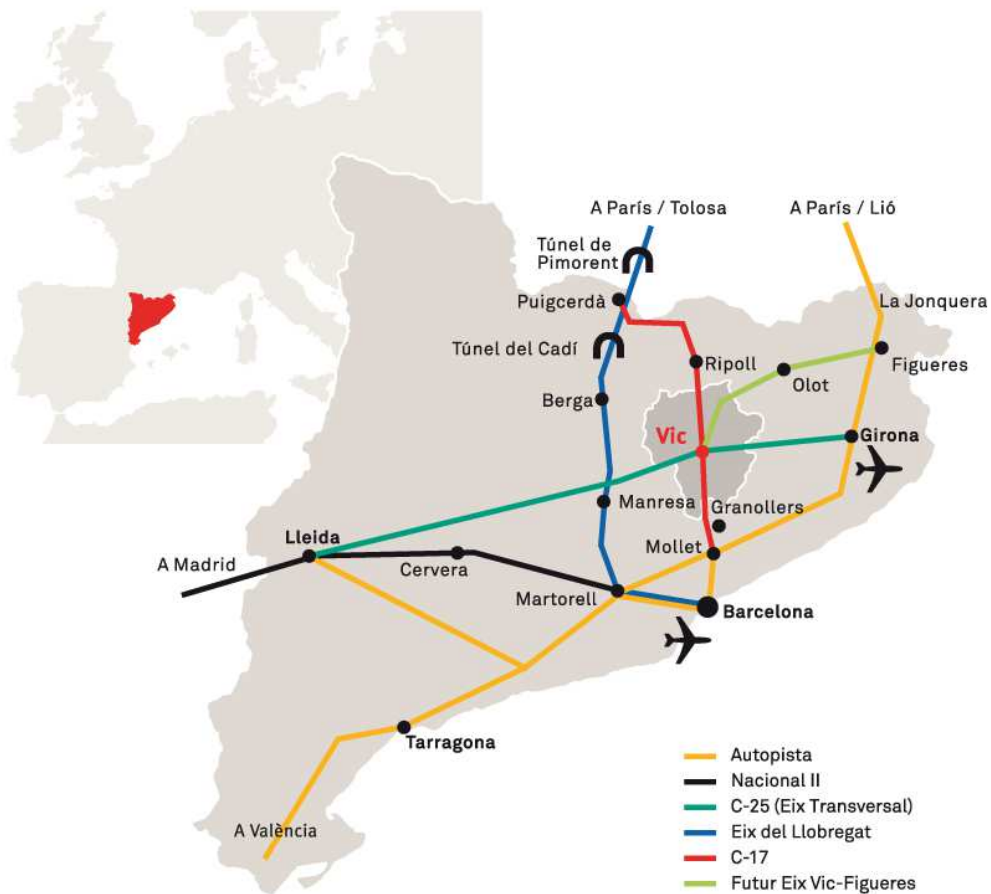 A París / Tolosa
A París / Lió
Túnel de
Pimorent
Puigcerdà
La Jonquera
Túnel del Cadí
Ripoll
Figueres
Olot
Berga
Vic
Girona
Manresa
Granollers
Lleida
Mollet
A Madrid
Cervera
Martorell
Barcelona
Tarragona
A València
Autopista
Nacional II
C-25 (Eix Transversal)
Eix del Llobregat
C-17
Futur Eix Vic-Figueres